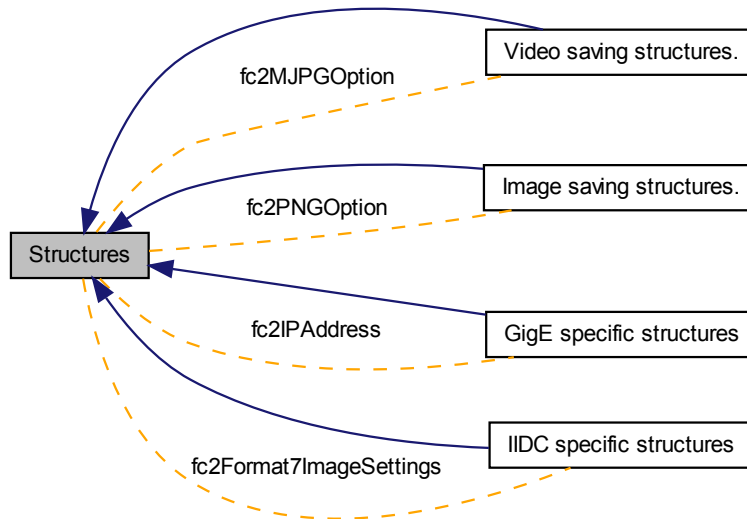 Video saving structures.
fc2MJPGOption
Image saving structures.
fc2PNGOption
Structures
fc2IPAddress
GigE specific structures
IIDC specific structures
fc2Format7ImageSettings